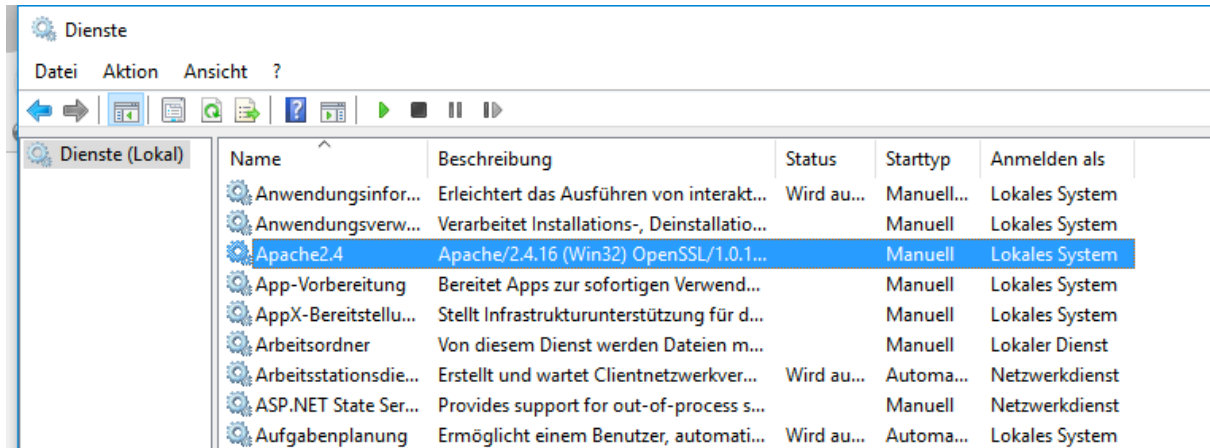 Dienste
Datei Aktion Ansicht ?
Dienste (Lokal)
Name Beschreibung Status Starttyp Anmelden als
Anwendungsinfor... Erleichtert das Ausführen von interakt... Wird au... Manuell... Lokales System
Anwendungsverw... Verarbeitet Installations-, Deinstallatio... Manuell Lokales System
Apache2.4 Apache/2.4.16 (Win32) OpenSSL/1.0.1... Manuell Lokales System
App-Vorbereitung Bereitet Apps zur sofortigen Verwend... Manuell Lokales System
AppX-Bereitstellu... Stellt Infrastrukturunterstützung für d... Manuell Lokales System
Arbeitsordner Von diesem Dienst werden Dateien m... Manuell Lokaler Dienst
Arbeitsstationsdie... Erstellt und wartet Clientnetzwerkver... Wird au... Automa... Netzwerkdienst
ASP.NET State Ser... Provides support for out-of-process s... Manuell Netzwerkdienst
Aufgabenplanung Ermöglicht einem Benutzer, automati... Wird au... Automa... Lokales System